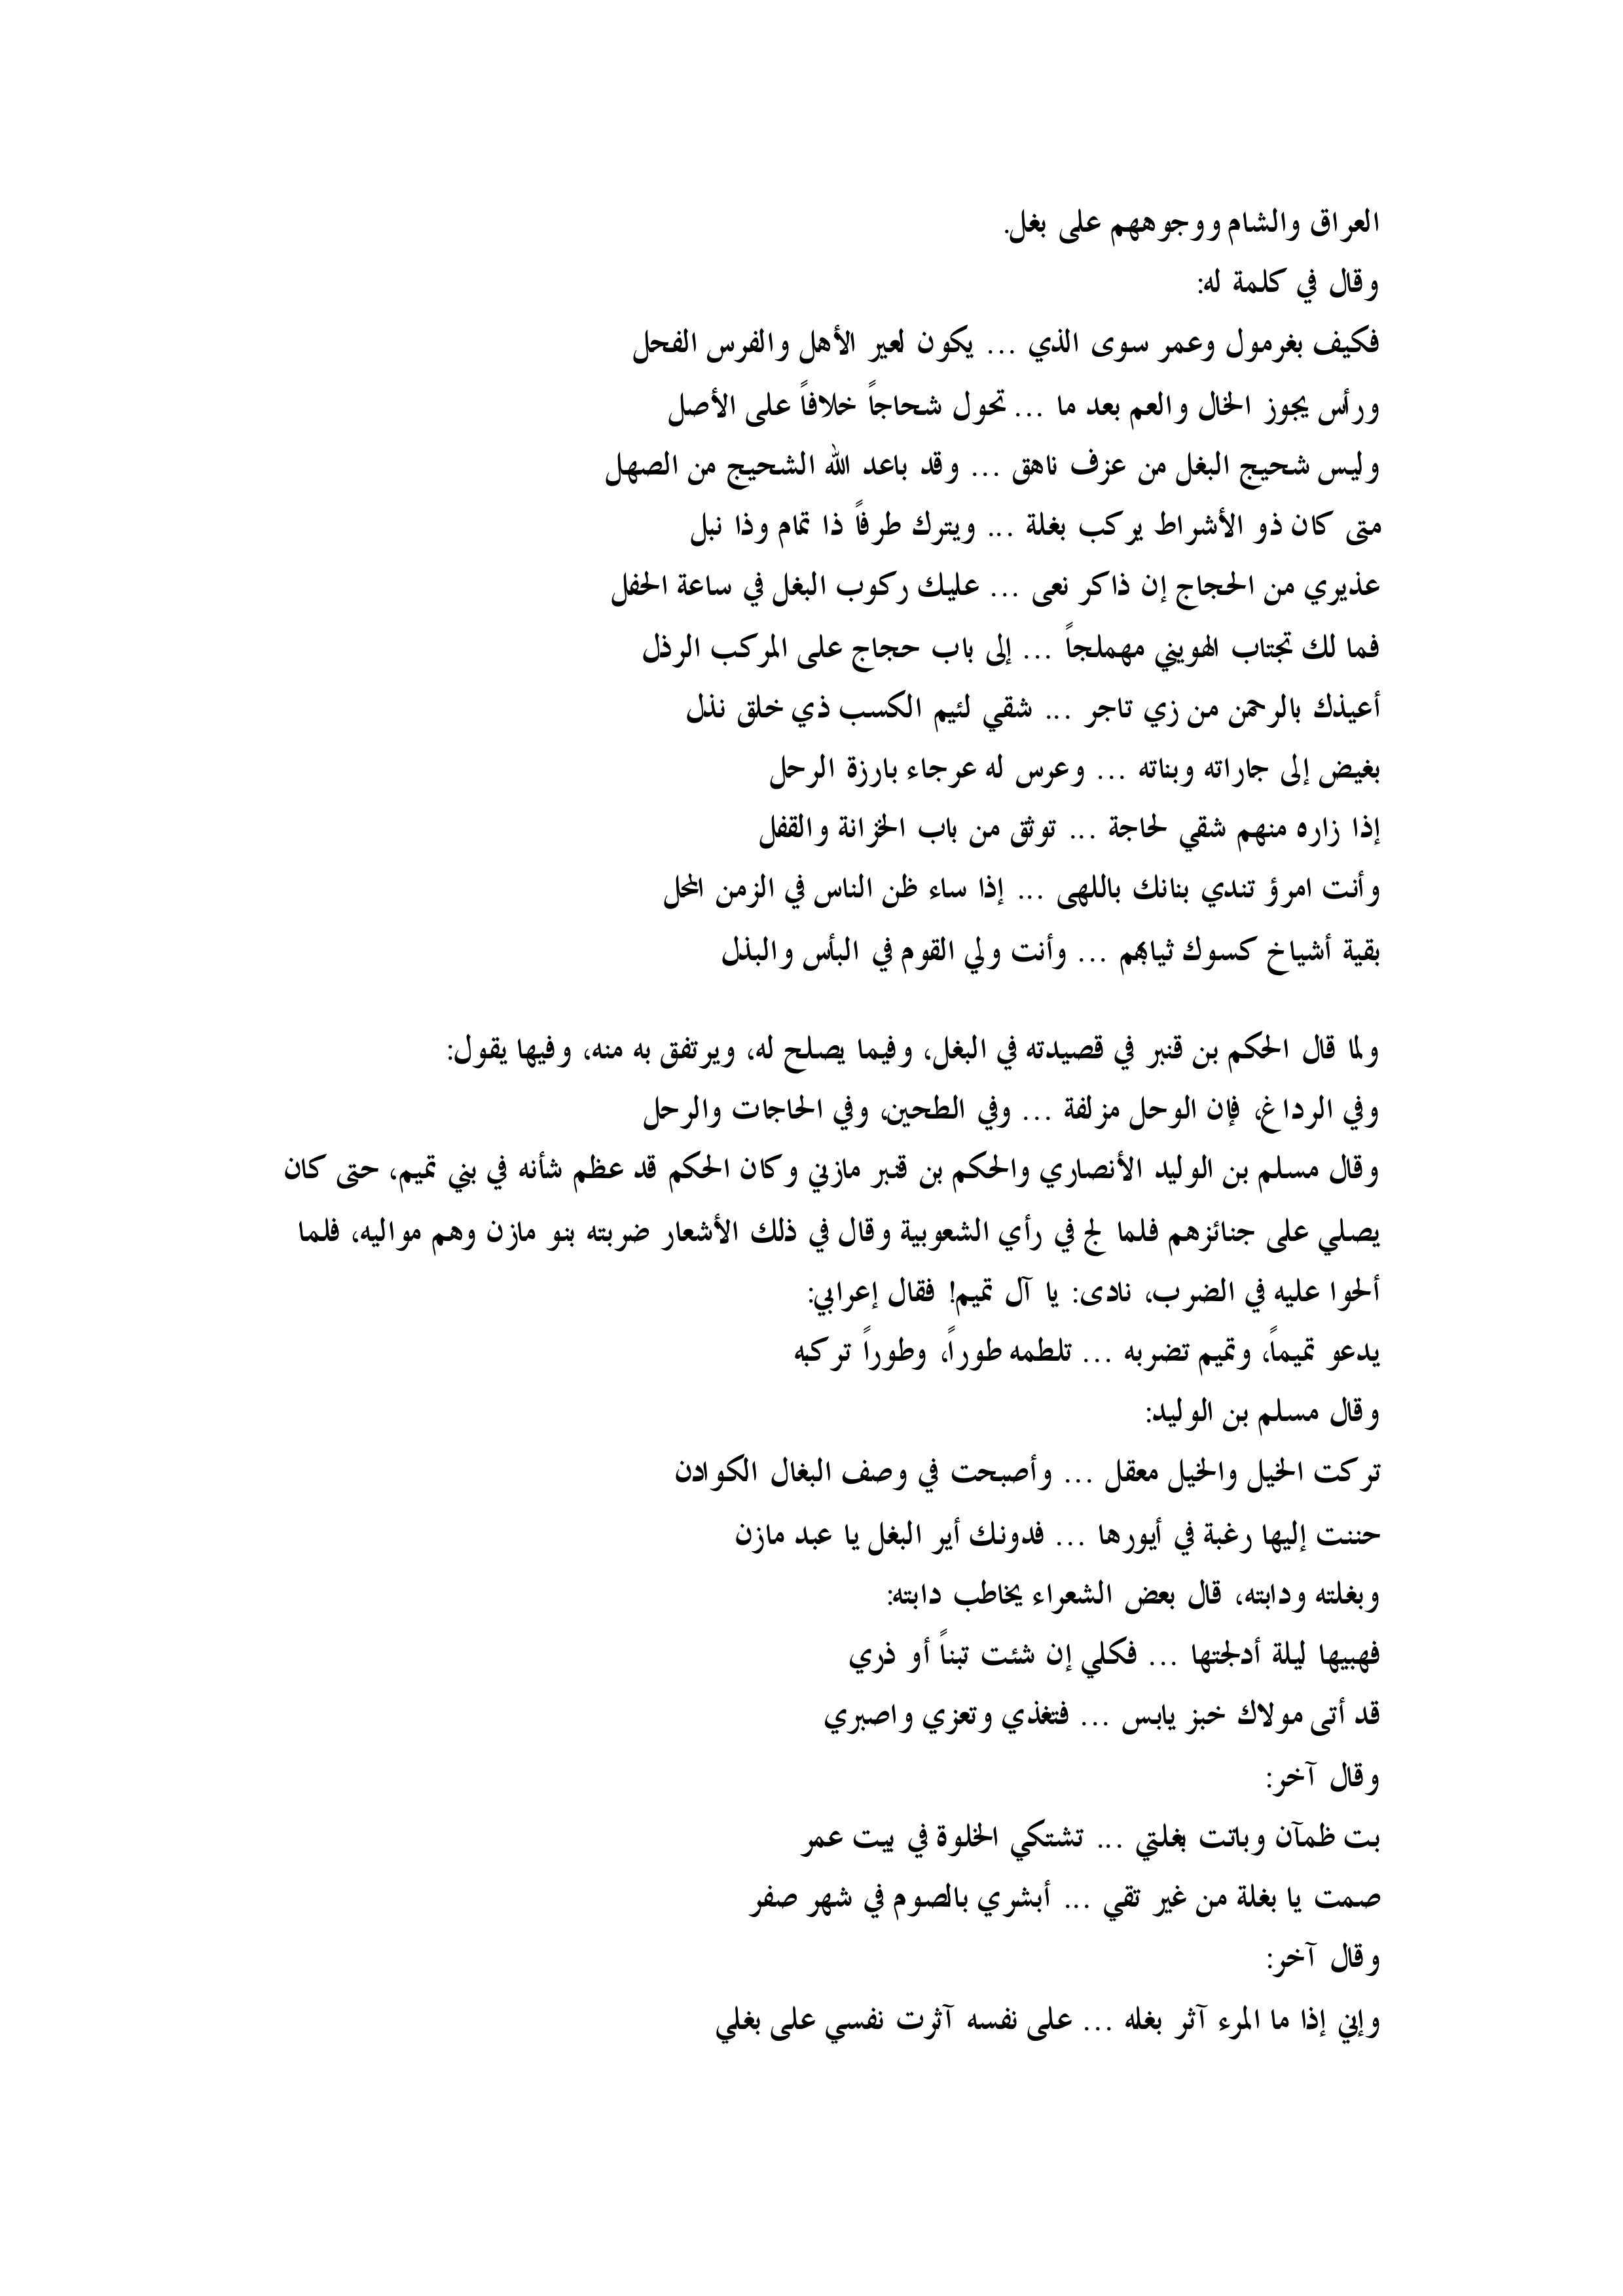 العراق والشام ووجوههم على بغل.
وقال في كلمة له:
فكيف بغرمول وعمر سوى الذي ... يكون لعير الأهل والفرس الفحل
ورأس يجوز الخال والعم بعد ما ... تحول شحاجاً خلافاً على الأصل
وليس شحيج البغل من عزف ناهق ... وقد باعد الله الشحيج من الصهل
متى كان ذو الأشراط يركب بغلة ... ويترك طرفاً ذا تمام وذا نبل
عذيري من الحجاج إن ذاكر نعى ... عليك ركوب البغل في ساعة الحفل
فما لك تجتاب الهويني مهملجاً ... إلى باب حجاج على المركب الرذل
أعيذك بالرحمن من زي تاجر ... شقي لئيم الكسب ذي خلق نذل
بغيض إلى جاراته وبناته ... وعرس له عرجاء بارزة الرحل
إذا زاره منهم شقي لحاجة ... توثق من باب الخزانة والقفل
وأنت امرؤ تندي بنانك باللهى ... إذا ساء ظن الناس في الزمن المحل
بقية أشياخ كسوك ثيابهم ... وأنت ولي القوم في البأس والبذل
ولما قال الحكم بن قنبر في قصيدته في البغل، وفيما يصلح له، ويرتفق به منه، وفيها يقول:
وفي الرداغ، فإن الوحل مزلفة ... وفي الطحين، وفي الحاجات والرحل
وقال مسلم بن الوليد الأنصاري والحكم بن قنبر مازني وكان الحكم قد عظم شأنه في بني تميم، حتى كان
يصلي على جنائزهم فلما لج في رأي الشعوبية وقال في ذلك الأشعار ضربته بنو مازن وهم مواليه، فلما
ألحوا عليه في الضرب، نادى: يا آل تميم! فقال إعرابي:
يدعو تميماً، وتميم تضربه ... تلطمه طوراً، وطوراً تركبه
وقال مسلم بن الوليد:
تركت الخيل والخيل معقل ... وأصبحت في وصف البغال الكوادن
حننت إليها رغبة في أيورها ... فدونك أير البغل يا عبد مازن
وبغلته ودابته، قال بعض الشعراء يخاطب دابته:
فهبيها ليلة أدلجتها ... فكلي إن شئت تبناً أو ذري
قد أتى مولاك خبز يابس ... فتغذي وتعزي واصبري
وقال آخر:
بت ظمآن وباتت بغلتي ... تشتكي الخلوة في بيت عمر
صمت يا بغلة من غير تقي ... أبشري بالصوم في شهر صفر
وقال آخر:
وإني إذا ما المرء آثر بغله ... على نفسه آثرت نفسي على بغلي